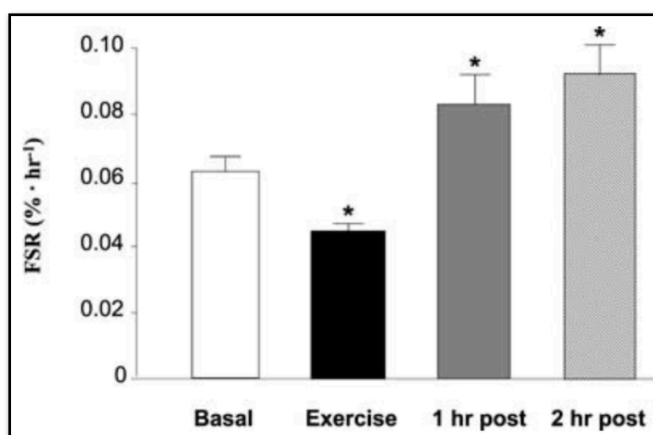 0.10
0.08
0.06
0.04
0.02
0
FSR (% · hr⁻¹)
* * *
Basal Exercise 1 hr post 2 hr post